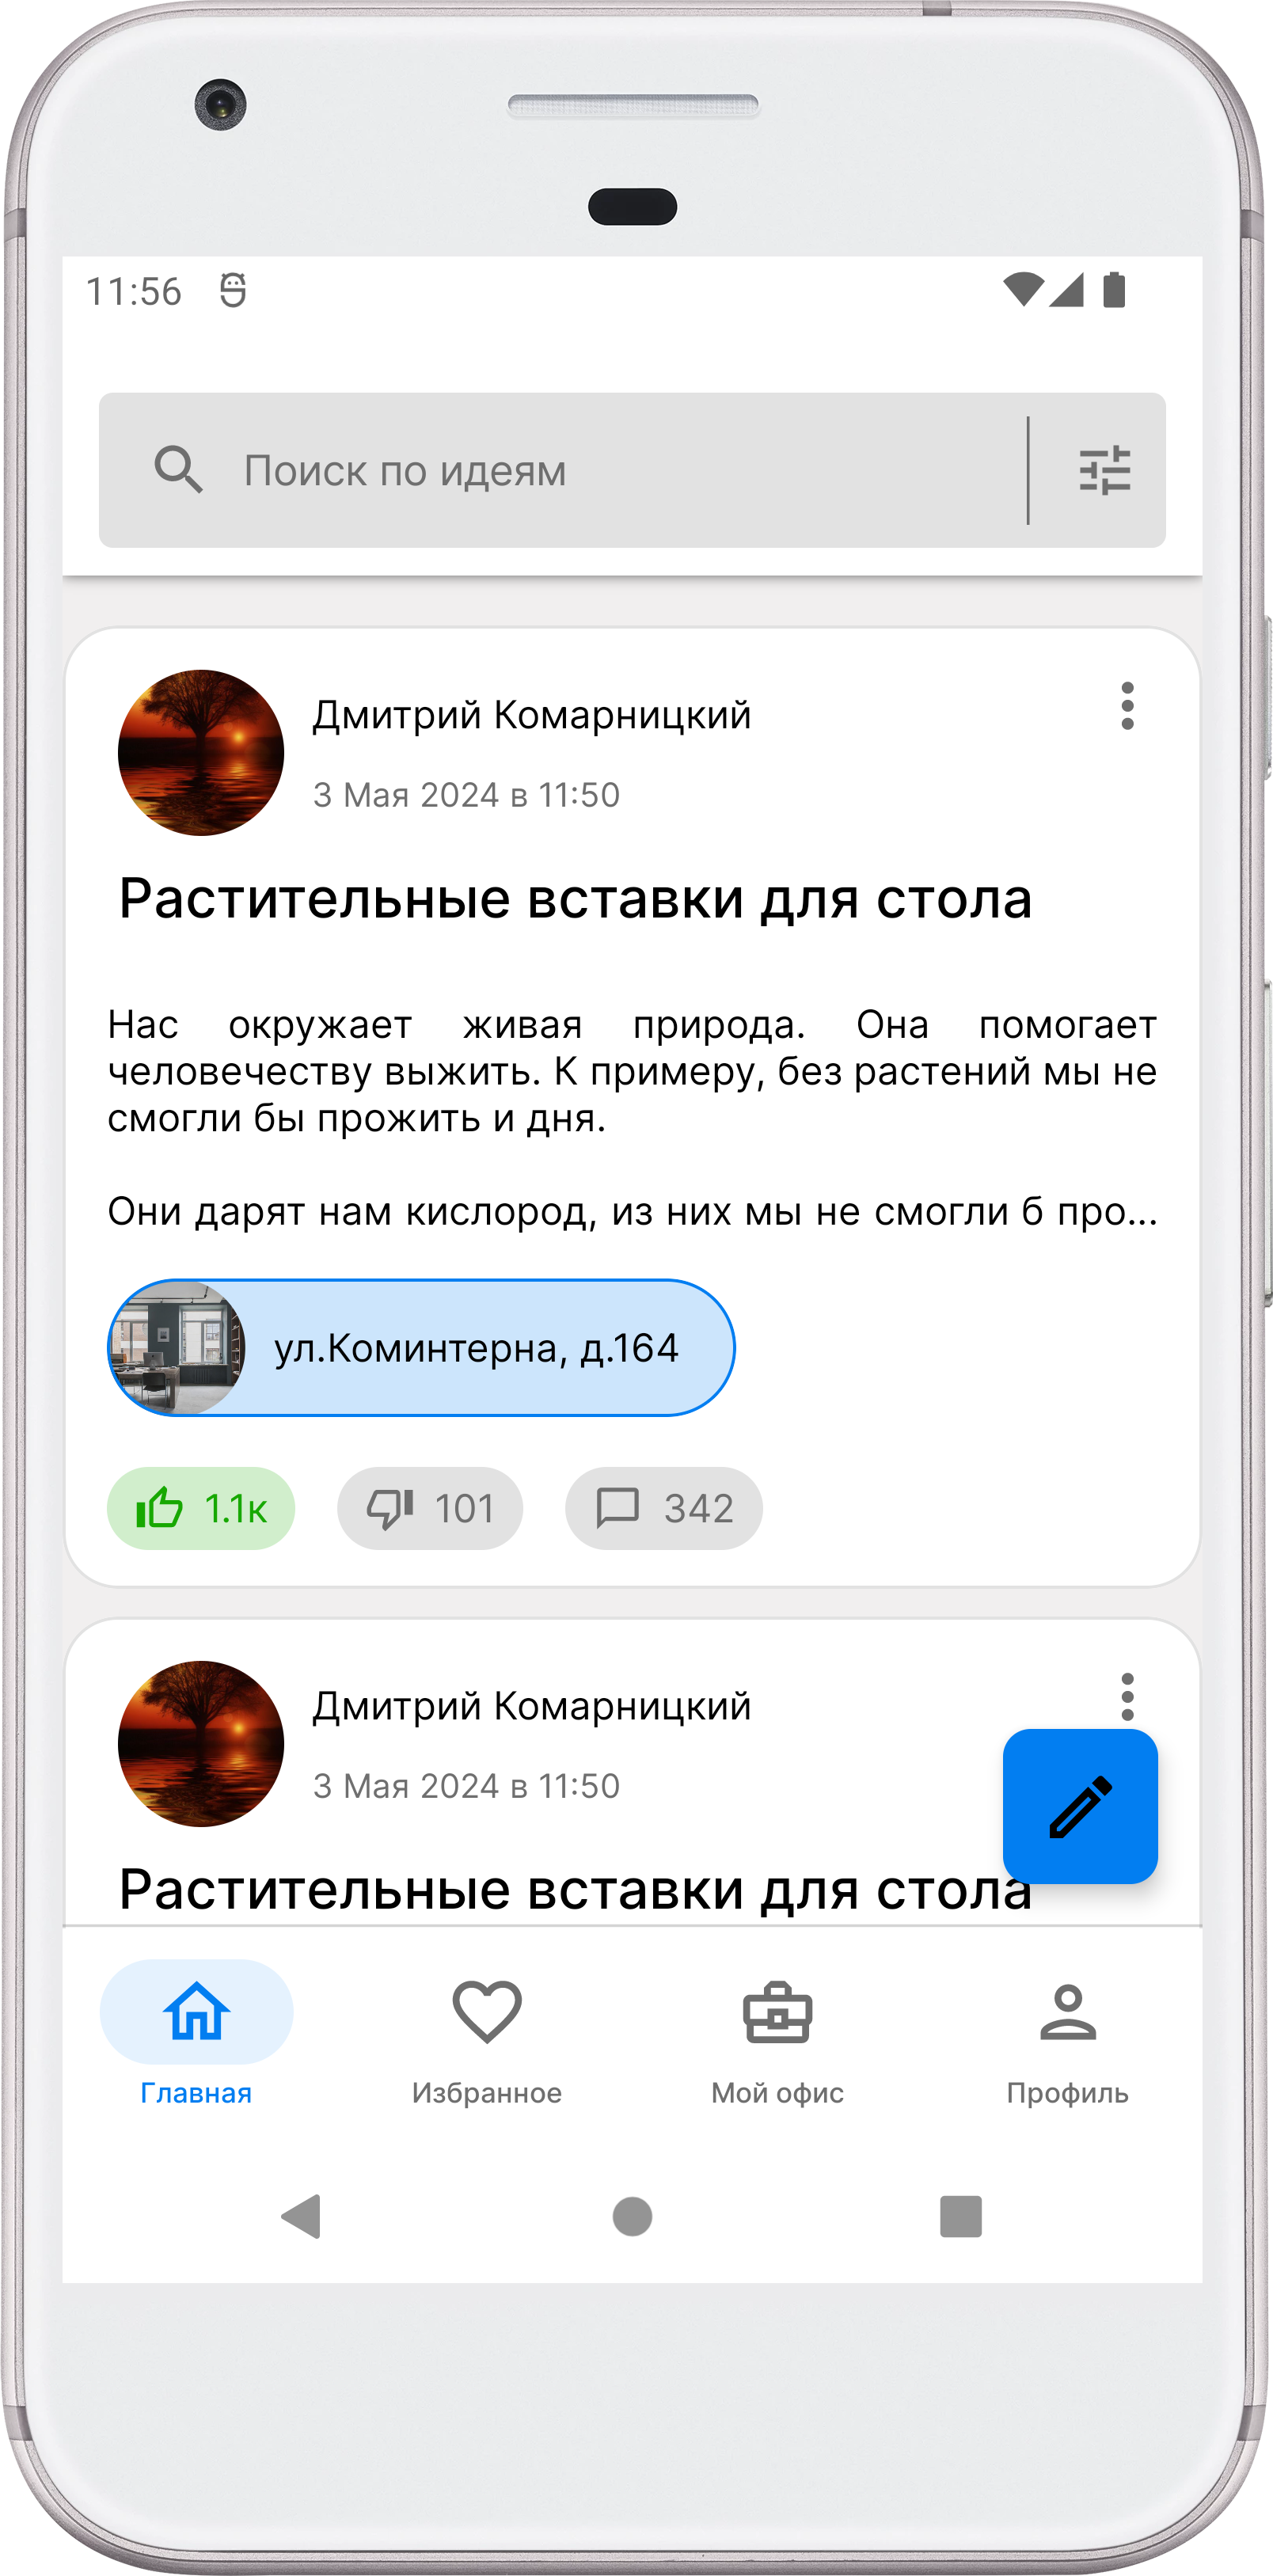 11:56
Поиск по идеям
Дмитрий Комарницкий
3 Мая 2024 в 11:50
Растительные вставки для стола
Нас окружает живая природа. Она помогает
человечеству выжить. К примеру, без растений мы не
смогли бы прожить и дня.
Они дарят нам кислород, из них мы не смогли б про...
ул.Коминтерна, д.164
1.1к 101 342
Дмитрий Комарницкий
3 Мая 2024 в 11:50
Растительные вставки для стола
Главная Избранное Мой офис Профиль